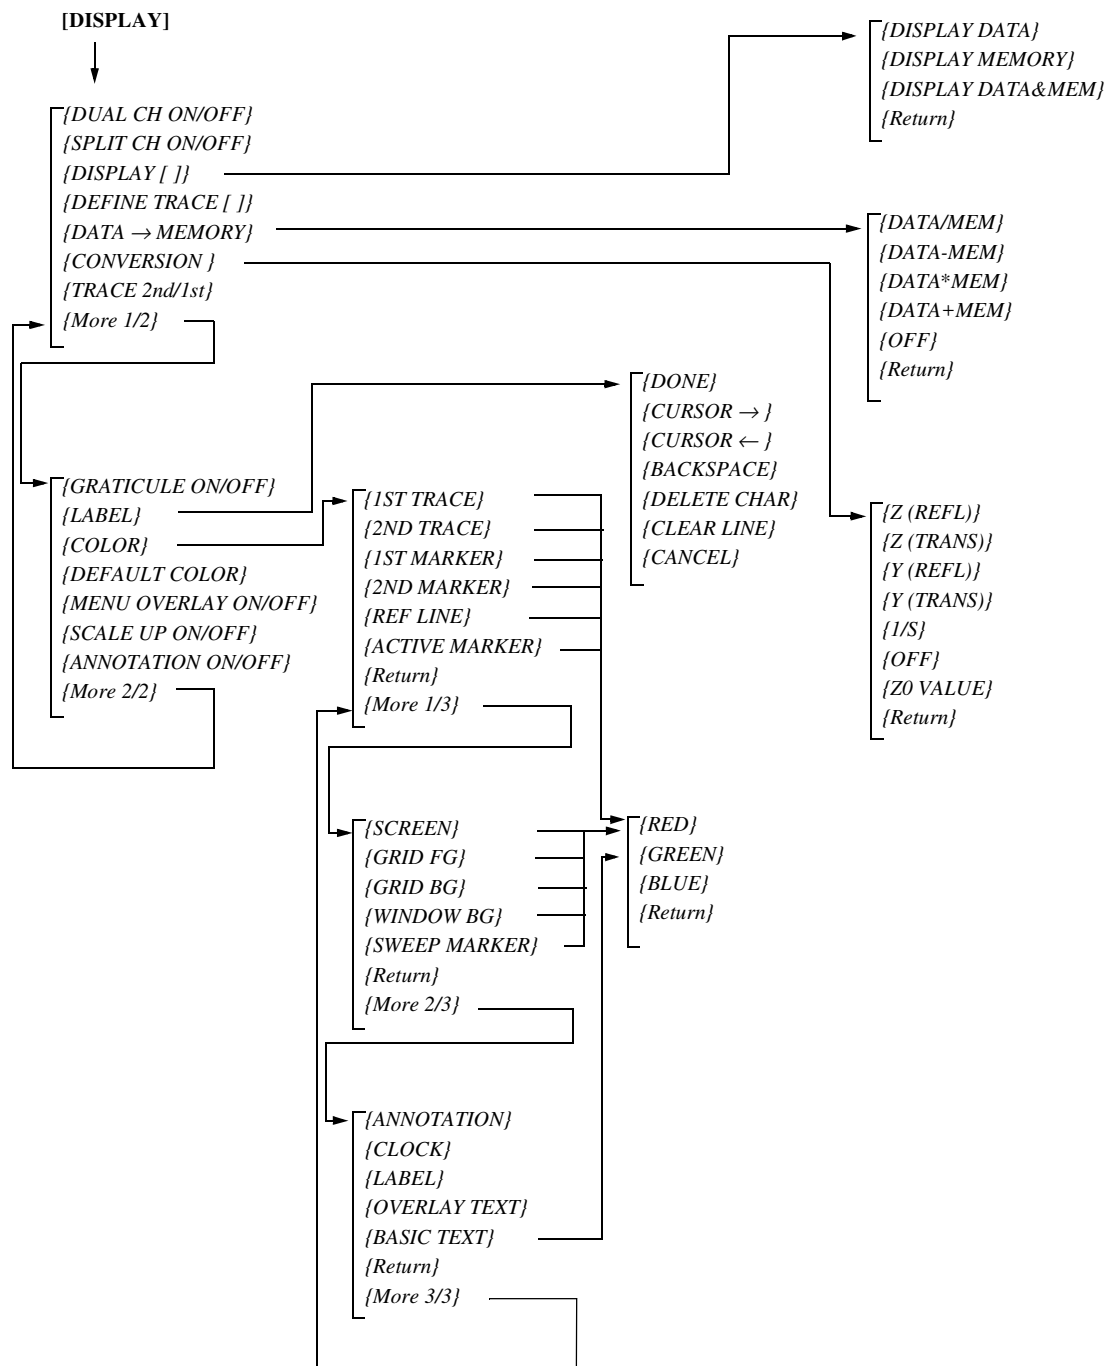 [DISPLAY]
{DUAL CH ON/OFF}
{SPLIT CH ON/OFF}
{DISPLAY [ ]}
{DEFINE TRACE [ ]}
{DATA → MEMORY}
{CONVERSION }
{TRACE 2nd/1st}
{More 1/2}
{DISPLAY DATA}
{DISPLAY MEMORY}
{DISPLAY DATA&MEM}
{Return}
{DATA/MEM}
{DATA-MEM}
{DATA*MEM}
{DATA+MEM}
{OFF}
{Return}
{GRATICULE ON/OFF}
{LABEL}
{COLOR}
{DEFAULT COLOR}
{MENU OVERLAY ON/OFF}
{SCALE UP ON/OFF}
{ANNOTATION ON/OFF}
{More 2/2}
{DONE}
{CURSOR → }
{CURSOR ← }
{BACKSPACE}
{DELETE CHAR}
{CLEAR LINE}
{CANCEL}
{Z (REFL)}
{Z (TRANS)}
{Y (REFL)}
{Y (TRANS)}
{1/S}
{OFF}
{Z0 VALUE}
{Return}
{1ST TRACE}
{2ND TRACE}
{1ST MARKER}
{2ND MARKER}
{REF LINE}
{ACTIVE MARKER}
{Return}
{More 1/3}
{SCREEN}
{GRID FG}
{GRID BG}
{WINDOW BG}
{SWEEP MARKER}
{Return}
{More 2/3}
{RED}
{GREEN}
{BLUE}
{Return}
{ANNOTATION}
{CLOCK}
{LABEL}
{OVERLAY TEXT}
{BASIC TEXT}
{Return}
{More 3/3}